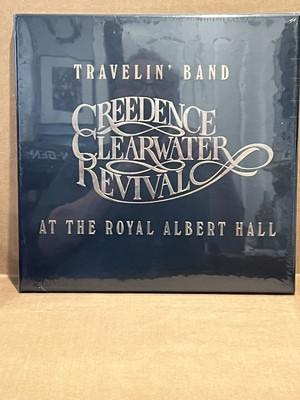 TRAVELIN' BAND
CREEDENCE
CLEARWATER
REVIVAL
AT THE ROYAL ALBERT HALL